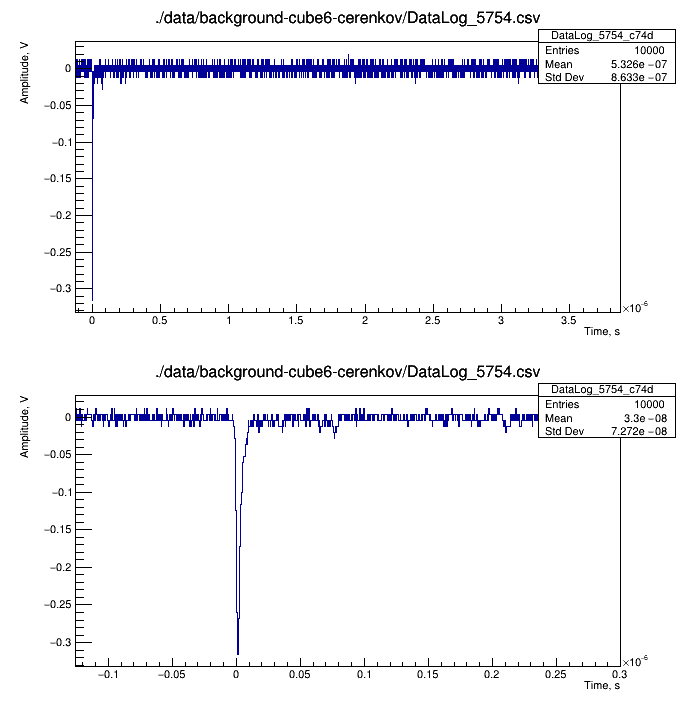 ./data/background-cube6-cerenkov/DataLog_5754.csv
DataLog_5754_c74d
Entries 10000
Mean 5.326e−07
Std Dev 8.633e−07
Amplitude, V
0
−0.05
−0.1
−0.15
−0.2
−0.25
−0.3
0 0.5 1 1.5 2 2.5 3 3.5
×10⁻⁶
Time, s
./data/background-cube6-cerenkov/DataLog_5754.csv
DataLog_5754_c74d
Entries 10000
Mean 3.3e−08
Std Dev 7.272e−08
Amplitude, V
0
−0.05
−0.1
−0.15
−0.2
−0.25
−0.3
−0.1 −0.05 0 0.05 0.1 0.15 0.2 0.25 0.3
×10⁻⁶
Time, s